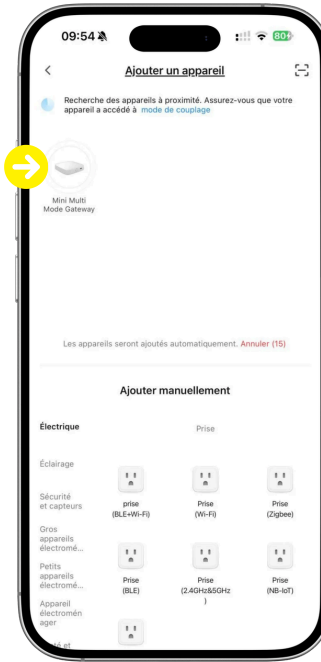 09:54
80
Ajouter un appareil
Recherche des appareils à proximité. Assurez-vous que votre
appareil a accédé à mode de couplage
Mini Multi
Mode Gateway
Les appareils seront ajoutés automatiquement. Annuler (15)
Ajouter manuellement
Électrique
Prise
Éclairage
Sécurité
et capteurs
Gros
appareils
électromé...
Petits
appareils
électromé...
Appareil
électromén
ager
prise
(BLE+Wi-Fi)
Prise
(Wi-Fi)
Prise
(Zigbee)
Prise
(BLE)
Prise
(2.4GHz&5GHz
)
Prise
(NB-IoT)
et